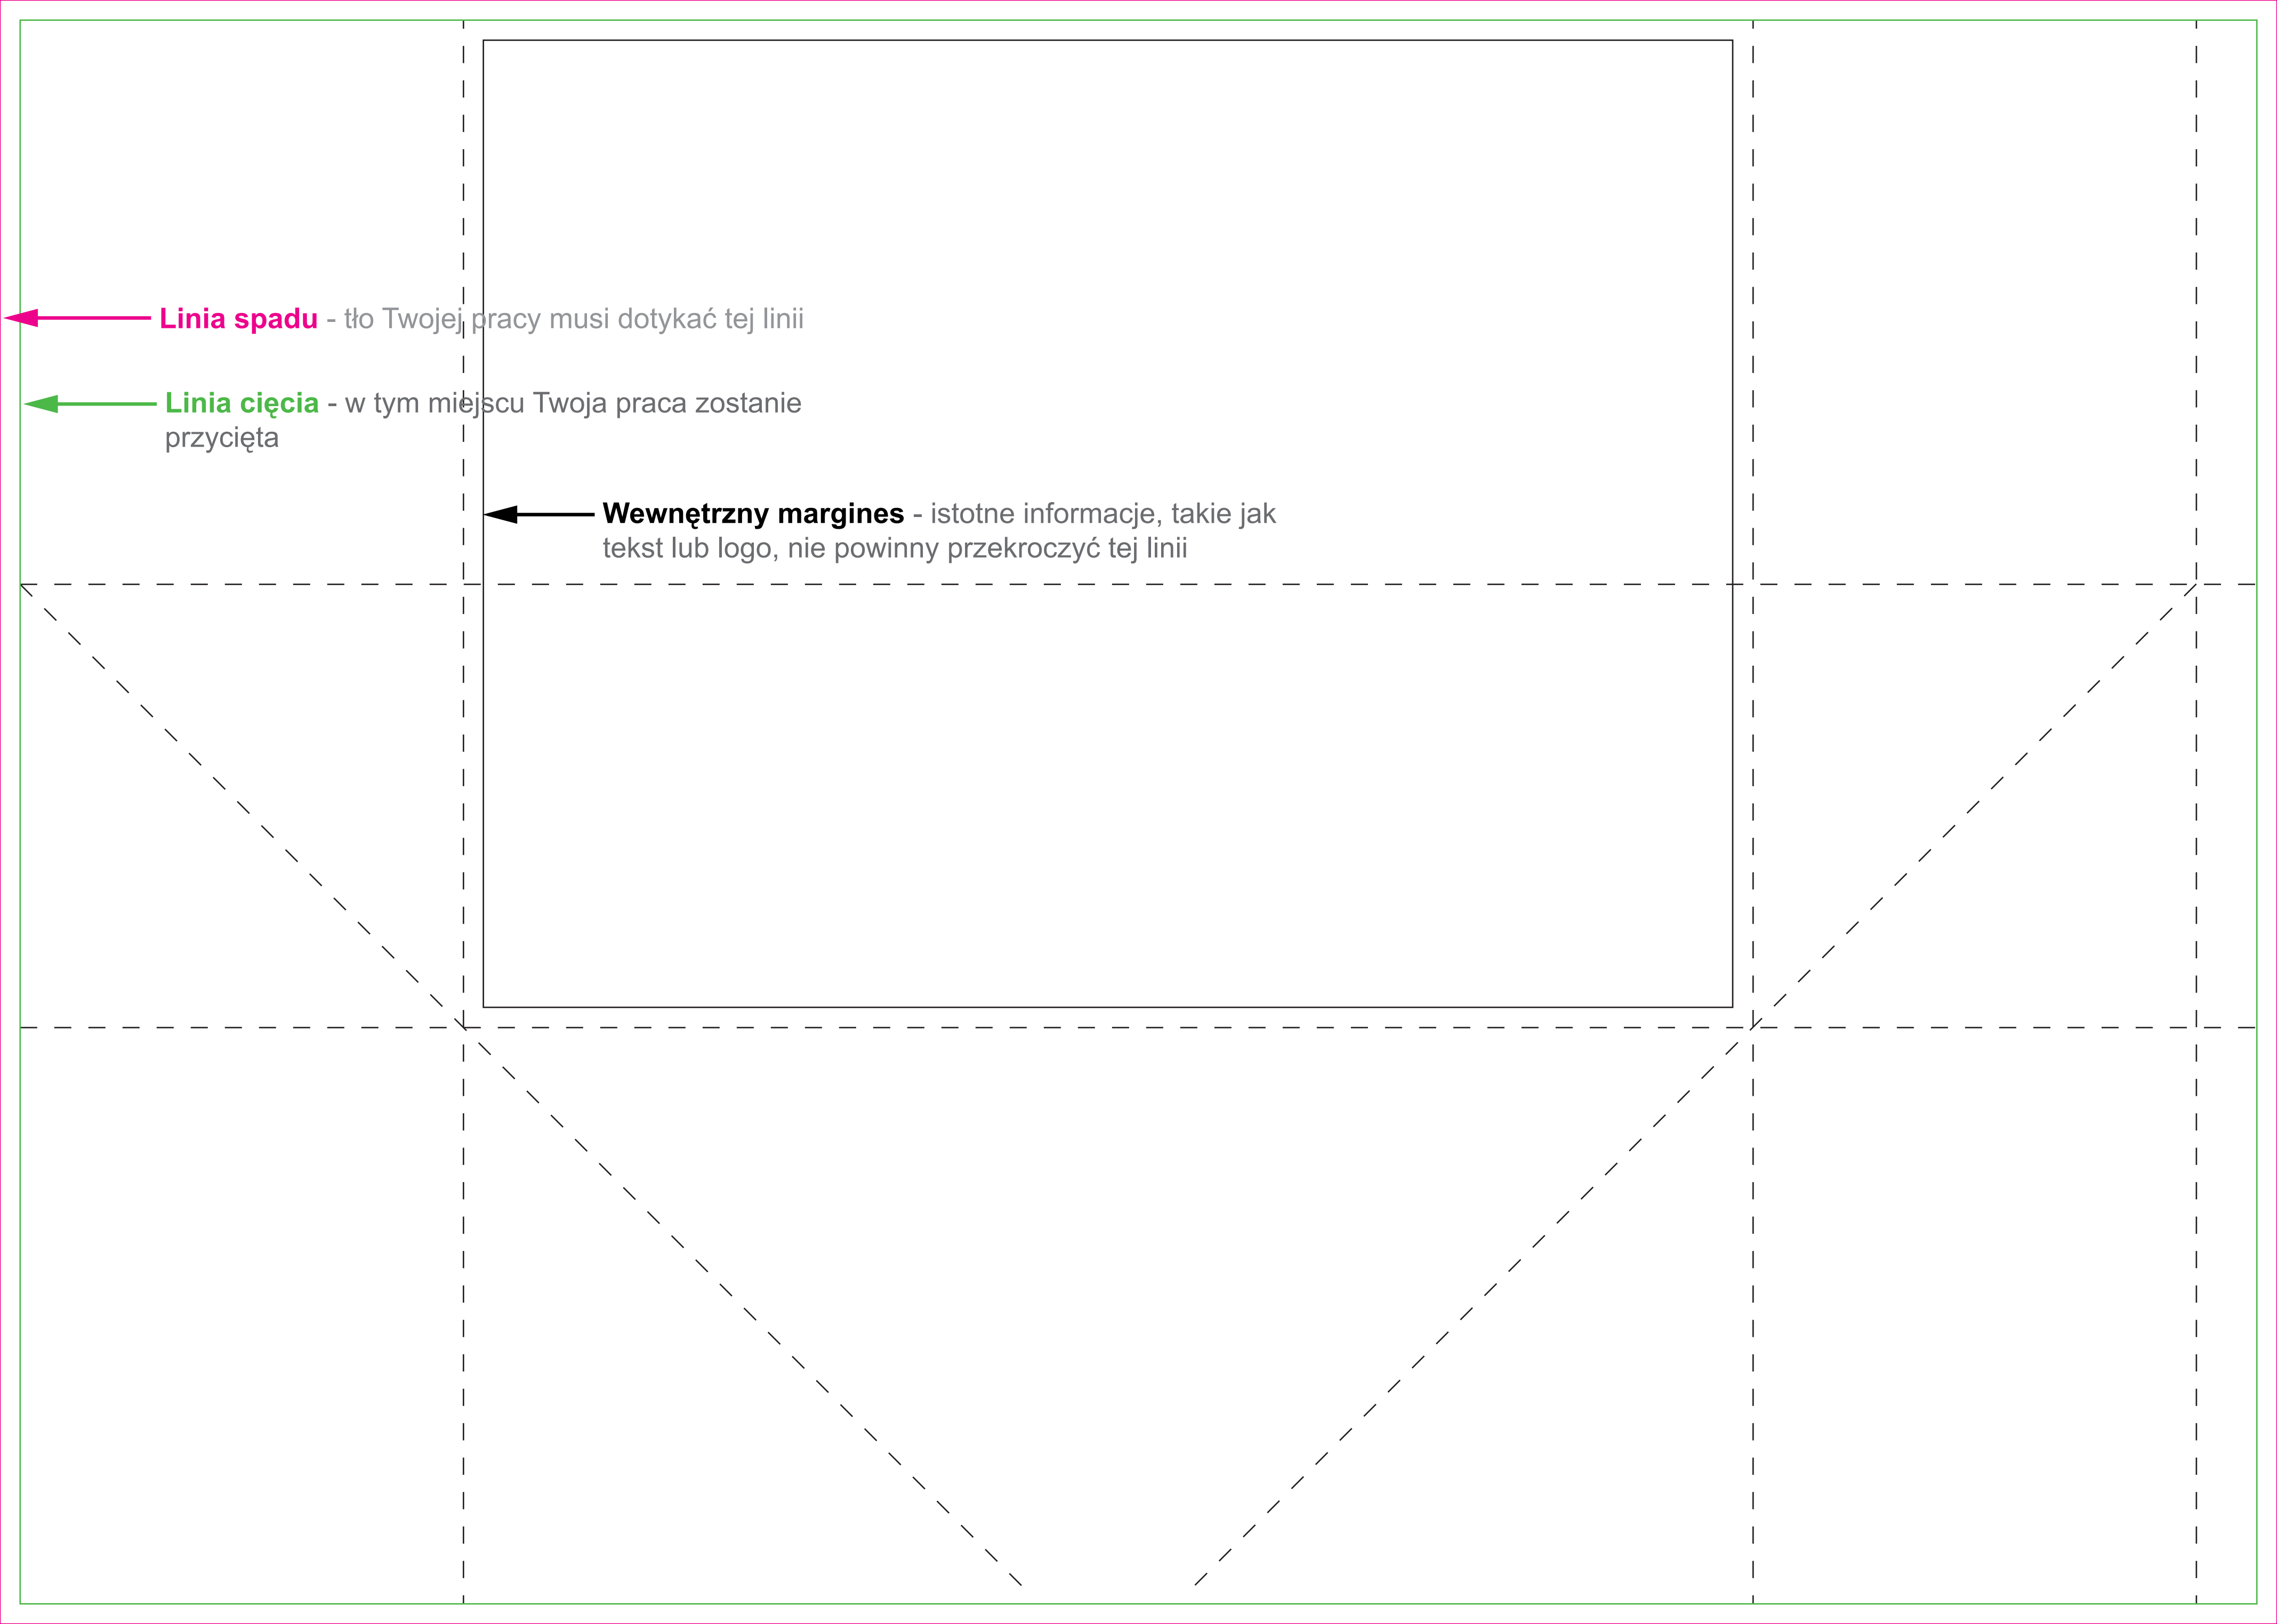 Linia spadu - tło Twojej pracy musi dotykać tej linii
Linia cięcia - w tym miejscu Twoja praca zostanie
przycięta
Wewnętrzny margines - istotne informacje, takie jak
tekst lub logo, nie powinny przekroczyć tej linii